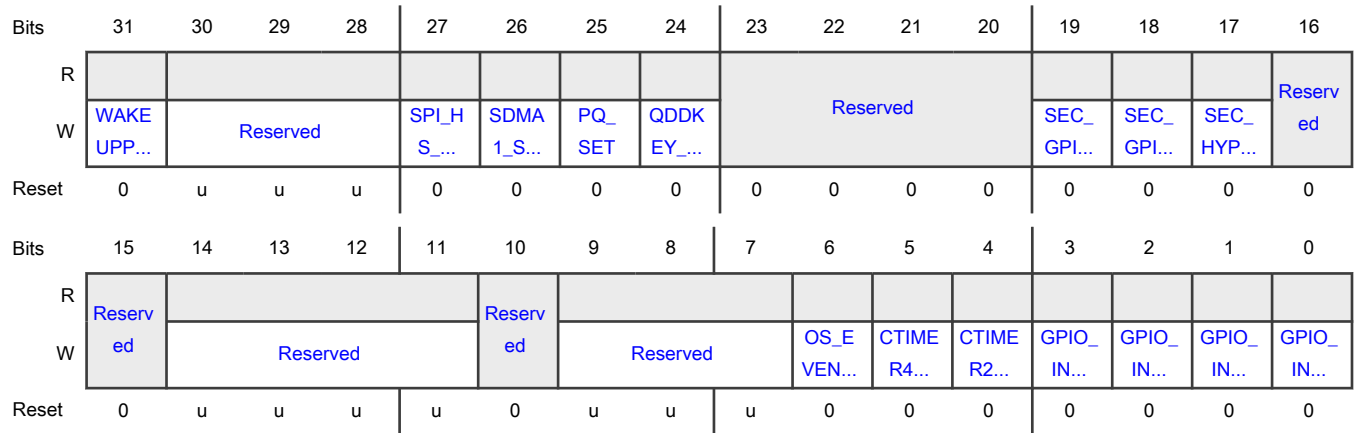 Bits 31 30 29 28 27 26 25 24 23 22 21 20 19 18 17 16
R
Reserved
Reserv
ed
W WAKE
UPP... Reserved SPI_H
S_... SDMA
1_S... PQ_
SET QDDK
EY_... SEC_
GPI... SEC_
GPI... SEC_
HYP...
Reset 0 u u u 0 0 0 0 0 0 0 0 0 0 0 0
Bits 15 14 13 12 11 10 9 8 7 6 5 4 3 2 1 0
R
Reserv
ed
Reserv
ed
W Reserved Reserved OS_E
VEN... CTIME
R4... CTIME
R2... GPIO_
IN... GPIO_
IN... GPIO_
IN... GPIO_
IN...
Reset 0 u u u u 0 u u u 0 0 0 0 0 0 0